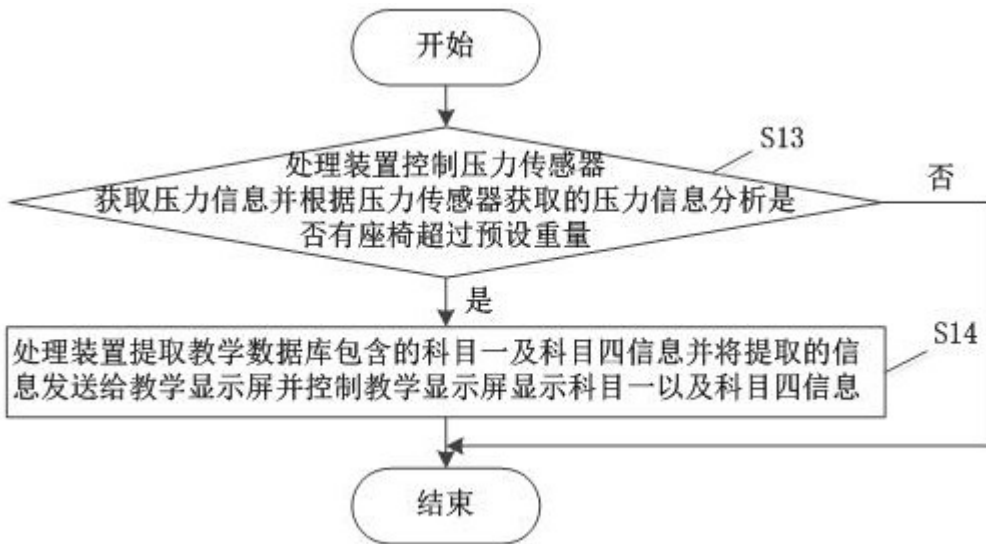 开始
S13
处理装置控制压力传感器
获取压力信息并根据压力传感器获取的压力信息分析是
否有座椅超过预设重量
否
是
S14
处理装置提取教学数据库包含的科目一及科目四信息并将提取的信
息发送给教学显示屏并控制教学显示屏显示科目一以及科目四信息
结束